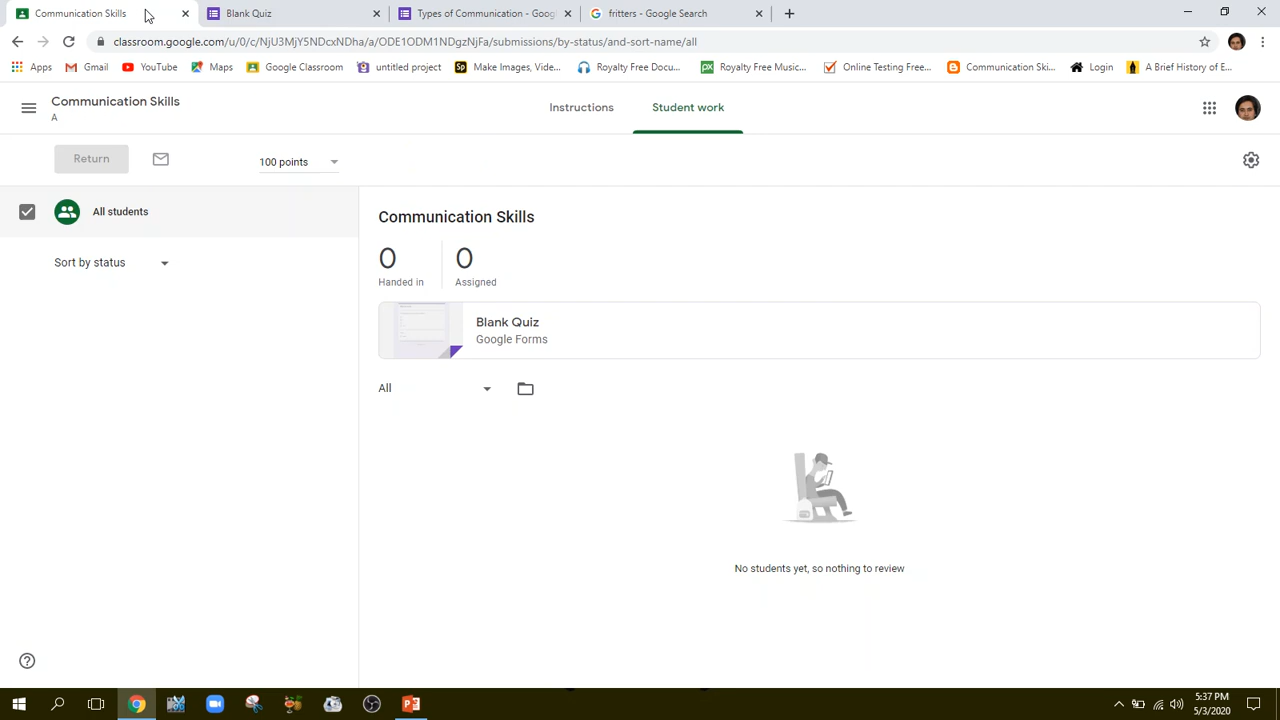 Communication Skills
Blank Quiz
Types of Communication - Goog
fritters - Google Search
classroom.google.com/u/0/c/NjU3MjY5NDcxNDha/a/ODE1ODM1NDgzNjFa/submissions/by-status/and-sort-name/all
Apps
Gmail
YouTube
Maps
Google Classroom
untitled project
Make Images, Vide...
Royalty Free Docu...
Royalty Free Music...
Online Testing Free...
Communication Ski...
Login
A Brief History of E...
Communication Skills
A
Instructions
Student work
Return
100 points
All students
Sort by status
Communication Skills
0
Handed in
0
Assigned
Blank Quiz
Google Forms
All
No students yet, so nothing to review
5:37 PM
5/3/2020